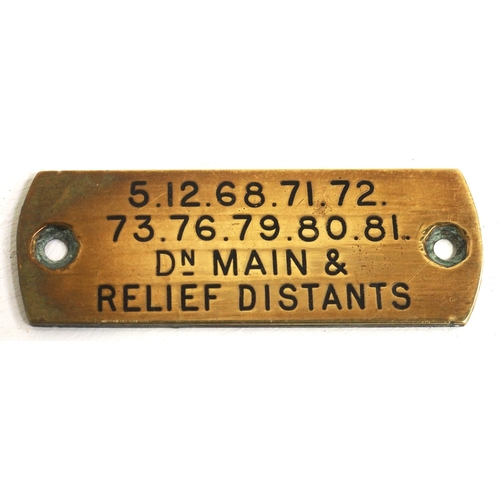 5.12.68.71.72.
73.76.79.80.81.
DN MAIN &
RELIEF DISTANTS